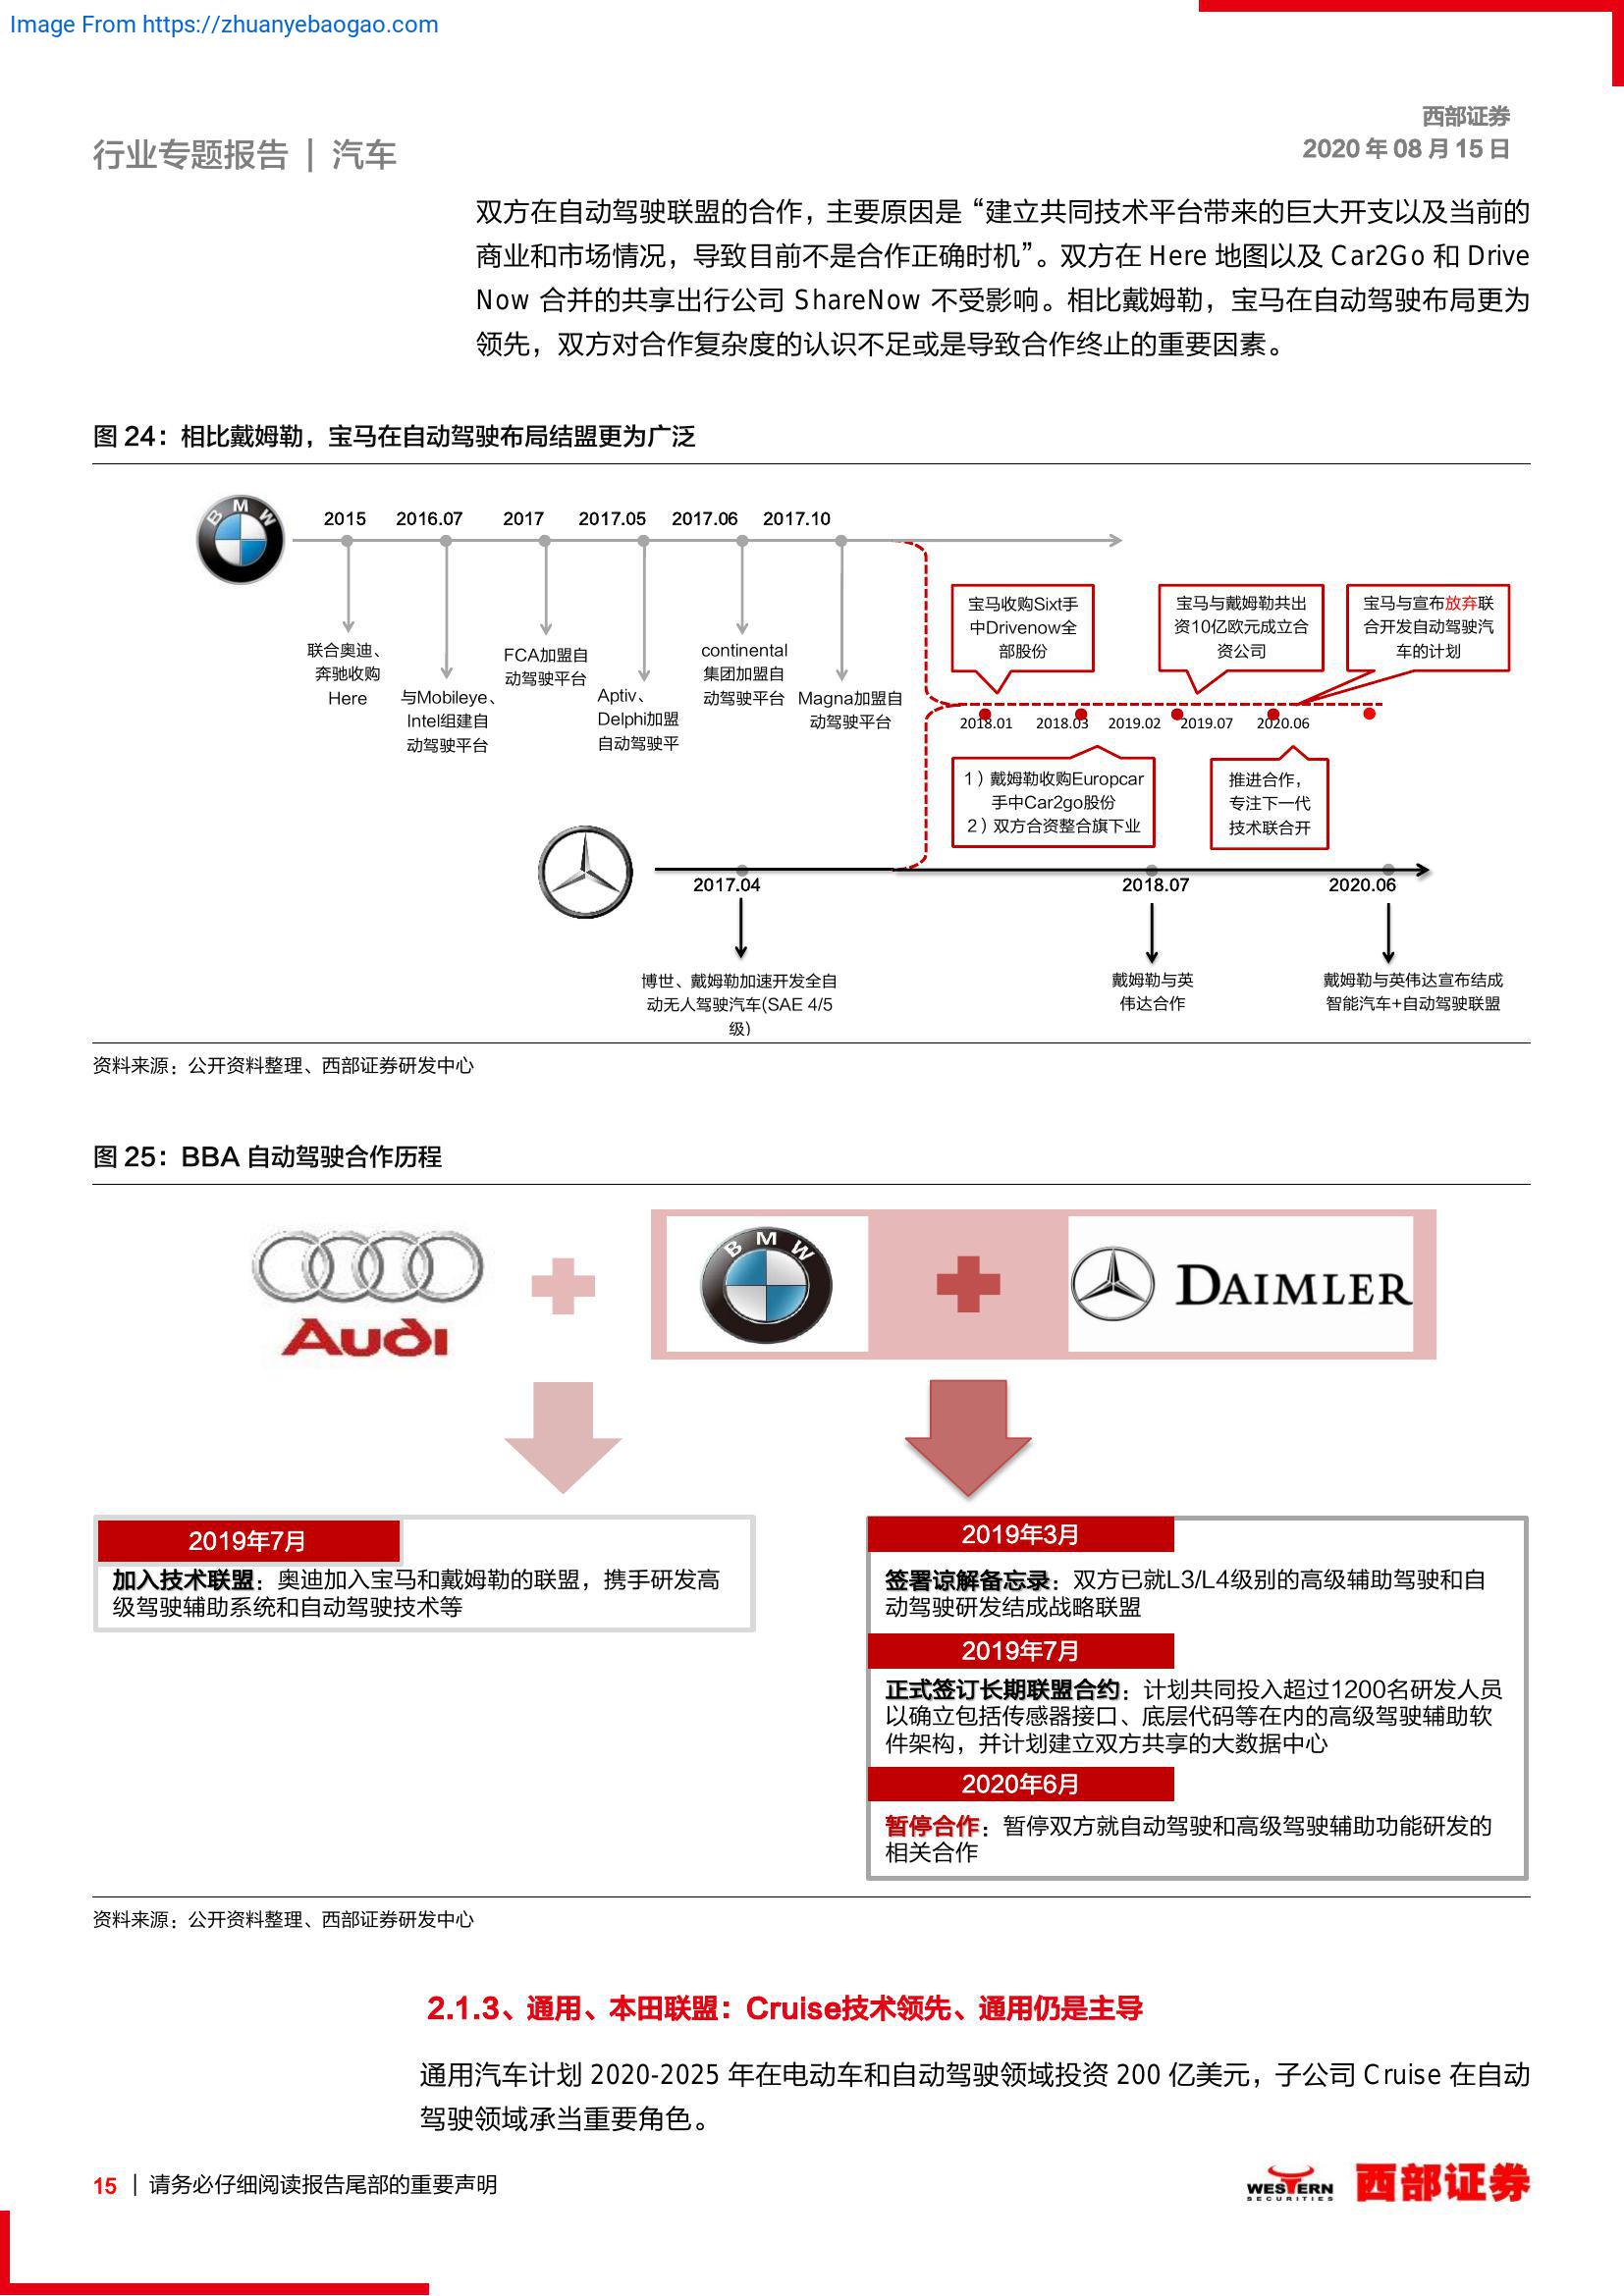 Image From https://zhuanyebaogao.com
西部证券
行业专题报告 | 汽车
2020 年 08 月 15 日
双方在自动驾驶联盟的合作，主要原因是“建立共同技术平台带来的巨大开支以及当前的
商业和市场情况，导致目前不是合作正确时机”。双方在 Here 地图以及 Car2Go 和 Drive
Now 合并的共享出行公司 ShareNow 不受影响。相比戴姆勒，宝马在自动驾驶布局更为
领先，双方对合作复杂度的认识不足或是导致合作终止的重要因素。
图 24：相比戴姆勒，宝马在自动驾驶布局结盟更为广泛
BMW
2015 2016.07 2017 2017.05 2017.06 2017.10
联合奥迪、
奔驰收购
Here
与Mobileye、
Intel组建自
动驾驶平台
FCA加盟自
动驾驶平台
Aptiv、
Delphi加盟
自动驾驶平
continental
集团加盟自
动驾驶平台
Magna加盟自
动驾驶平台
宝马收购Sixt手
中Drivenow全
部股份
宝马与戴姆勒共出
资10亿欧元成立合
资公司
宝马与宣布放弃联
合开发自动驾驶汽
车的计划
2018.01 2018.03 2019.02 2019.07 2020.06
1）戴姆勒收购Europcar
手中Car2go股份
2）双方合资整合旗下业
推进合作，
专注下一代
技术联合开
2017.04 2018.07 2020.06
博世、戴姆勒加速开发全自
动无人驾驶汽车(SAE 4/5
级)
戴姆勒与英
伟达合作
戴姆勒与英伟达宣布结成
智能汽车+自动驾驶联盟
资料来源：公开资料整理、西部证券研发中心
图 25：BBA 自动驾驶合作历程
Audi
BMW
DAIMLER
2019年7月
加入技术联盟：奥迪加入宝马和戴姆勒的联盟，携手研发高
级驾驶辅助系统和自动驾驶技术等
2019年3月
签署谅解备忘录：双方已就L3/L4级别的高级辅助驾驶和自
动驾驶研发结成战略联盟
2019年7月
正式签订长期联盟合约：计划共同投入超过1200名研发人员
以确立包括传感器接口、底层代码等在内的高级驾驶辅助软
件架构，并计划建立双方共享的大数据中心
2020年6月
暂停合作：暂停双方就自动驾驶和高级驾驶辅助功能研发的
相关合作
资料来源：公开资料整理、西部证券研发中心
2.1.3、通用、本田联盟：Cruise技术领先、通用仍是主导
通用汽车计划 2020-2025 年在电动车和自动驾驶领域投资 200 亿美元，子公司 Cruise 在自动
驾驶领域承当重要角色。
15 | 请务必仔细阅读报告尾部的重要声明
WESTERN
SECURITIES
西部证券